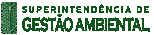 SUPERINTENDÊNCIA DE
GESTÃO AMBIENTAL